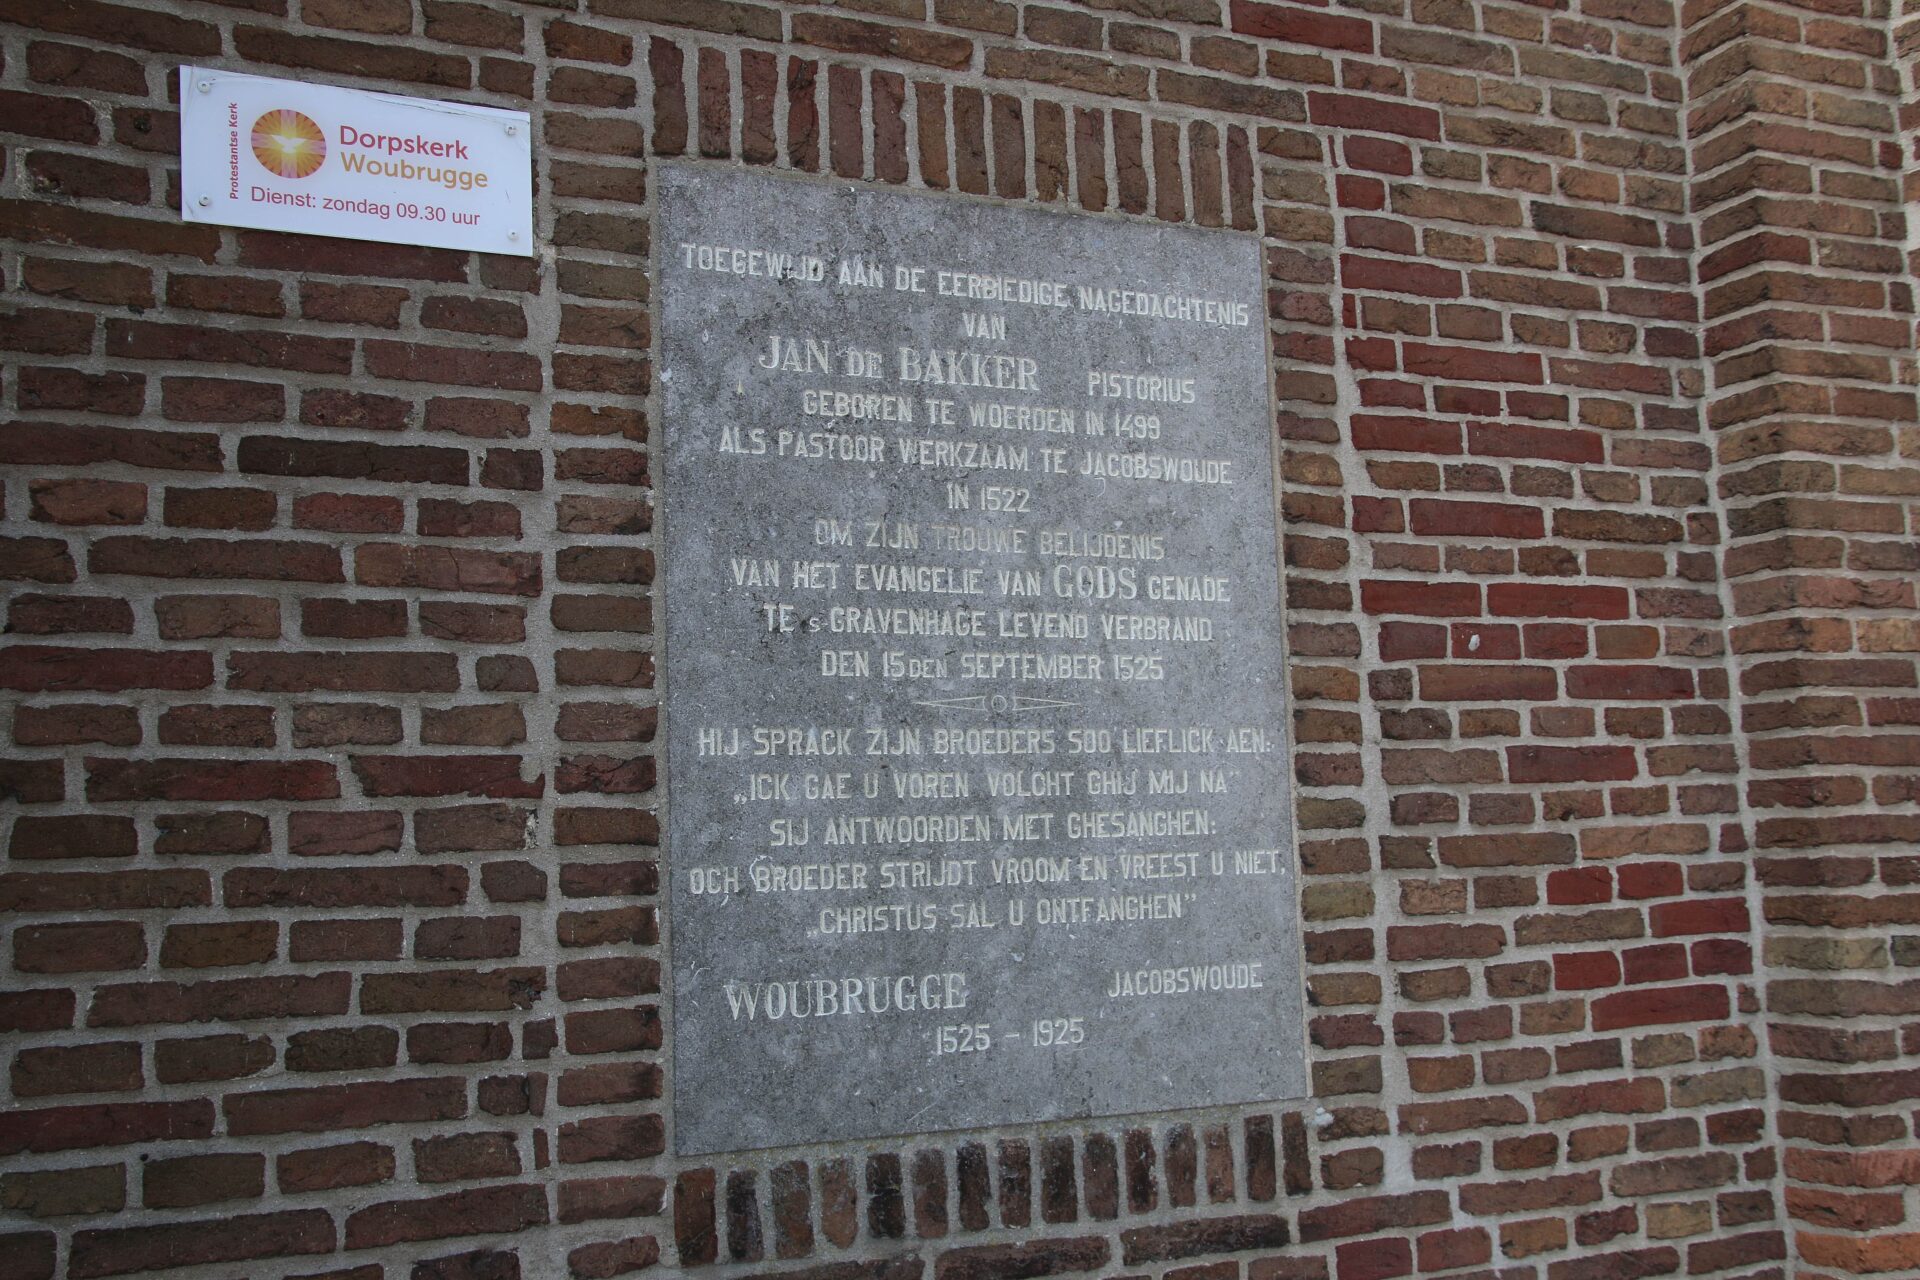 Protestantse Kerk
Dorpskerk
Woubrugge
Dienst: zondag 09.30 uur
TOEGEWIJD AAN DE EERBIEDIGE NAGEDACHTENIS
VAN
JAN DE BAKKER PISTORIUS
GEBOREN TE WOERDEN IN 1499
ALS PASTOOR WERKZAAM TE JACOBSWOUDE
IN 1522
OM ZIJN TROUWE BELIJDENIS
VAN HET EVANGELIE VAN GODS GENADE
TE s GRAVENHAGE LEVEND VERBRAND
DEN 15DEN SEPTEMBER 1525
HIJ SPRACK ZIJN BROEDERS SOO LIEFLICK AEN:
„ICK GAE U VOREN VOLCHT GHIJ MIJ NA”
SIJ ANTWOORDEN MET GHESANGHEN:
OCH BROEDER STRIJDT VROOM EN VREEST U NIET,
„CHRISTUS SAL U ONTFANGHEN”
WOUBRUGGE JACOBSWOUDE
1525 - 1925